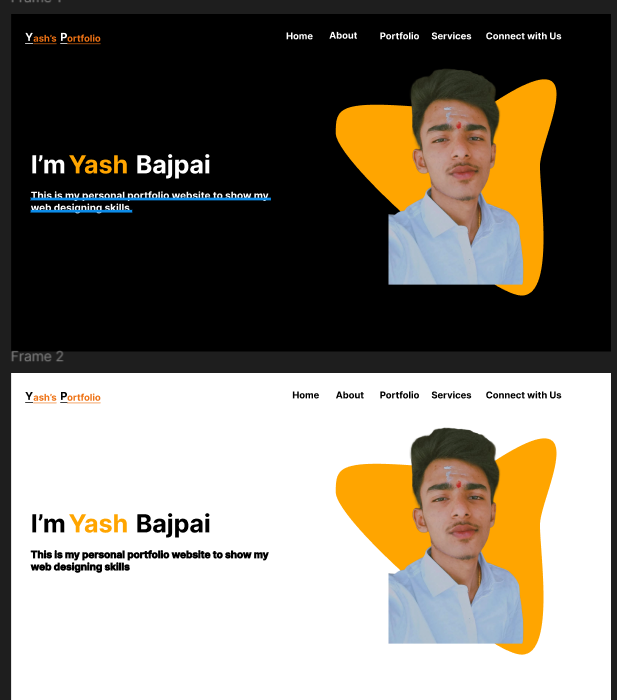 Frame 1
Yash's Portfolio
Home About Portfolio Services Connect with Us
I'm Yash Bajpai
This is my personal portfolio website to show my
web designing skills.
Frame 2
Yash's Portfolio
Home About Portfolio Services Connect with Us
I'm Yash Bajpai
This is my personal portfolio website to show my
web designing skills